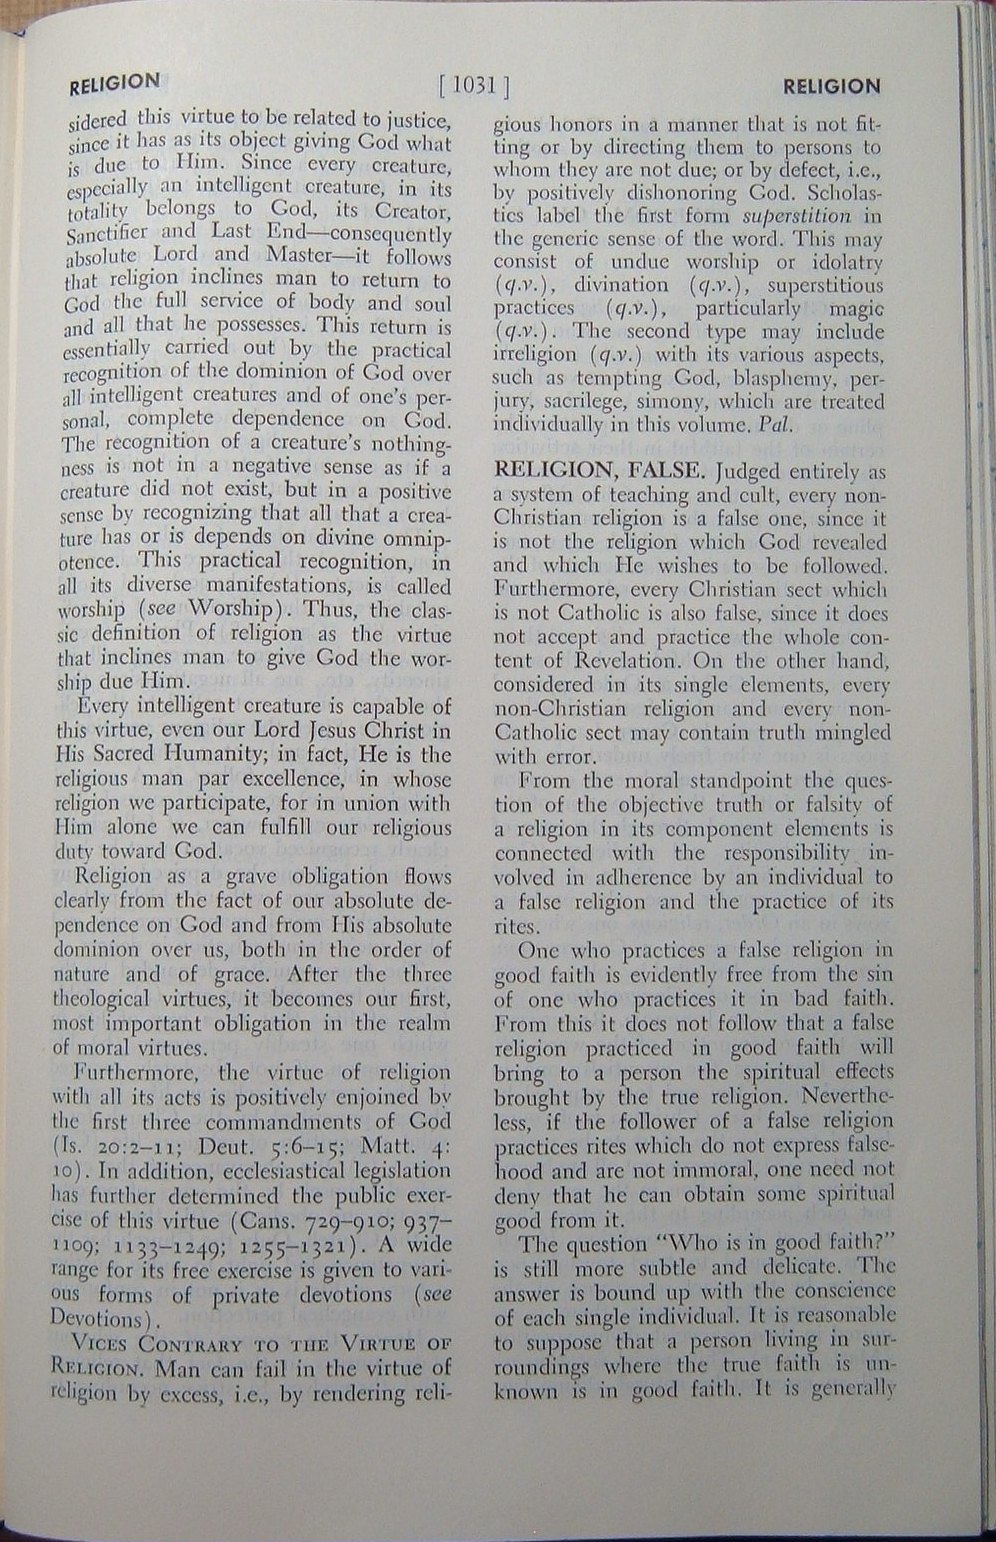 RELIGION
[ 1031 ]
RELIGION
sidered this virtue to be related to justice,
since it has as its object giving God what
is due to Him. Since every creature,
especially an intelligent creature, in its
totality belongs to God, its Creator,
Sanctifier and Last End—consequently
absolute Lord and Master—it follows
that religion inclines man to return to
God the full service of body and soul
and all that he possesses. This return is
essentially carried out by the practical
recognition of the dominion of God over
all intelligent creatures and of one's per-
sonal, complete dependence on God.
The recognition of a creature's nothing-
ness is not in a negative sense as if a
creature did not exist, but in a positive
sense by recognizing that all that a crea-
ture has or is depends on divine omnip-
otence. This practical recognition, in
all its diverse manifestations, is called
worship (see Worship). Thus, the clas-
sic definition of religion as the virtue
that inclines man to give God the wor-
ship due Him.
Every intelligent creature is capable of
this virtue, even our Lord Jesus Christ in
His Sacred Humanity; in fact, He is the
religious man par excellence, in whose
religion we participate, for in union with
Him alone we can fulfill our religious
duty toward God.
Religion as a grave obligation flows
clearly from the fact of our absolute de-
pendence on God and from His absolute
dominion over us, both in the order of
nature and of grace. After the three
theological virtues, it becomes our first,
most important obligation in the realm
of moral virtues.
Furthermore, the virtue of religion
with all its acts is positively enjoined by
the first three commandments of God
(Is. 20:2–11; Deut. 5:6–15; Matt. 4:
10). In addition, ecclesiastical legislation
has further determined the public exer-
cise of this virtue (Cans. 729–910; 937–
1109; 1133–1249; 1255–1321). A wide
range for its free exercise is given to vari-
ous forms of private devotions (see
Devotions).
VICES CONTRARY TO THE VIRTUE OF
RELIGION. Man can fail in the virtue of
religion by excess, i.e., by rendering reli-
gious honors in a manner that is not fit-
ting or by directing them to persons to
whom they are not due; or by defect, i.e.,
by positively dishonoring God. Scholas-
tics label the first form superstition in
the generic sense of the word. This may
consist of undue worship or idolatry
(q.v.), divination (q.v.), superstitious
practices (q.v.), particularly magic
(q.v.). The second type may include
irreligion (q.v.) with its various aspects,
such as tempting God, blasphemy, per-
jury, sacrilege, simony, which are treated
individually in this volume. Pal.
RELIGION, FALSE. Judged entirely as
a system of teaching and cult, every non-
Christian religion is a false one, since it
is not the religion which God revealed
and which He wishes to be followed.
Furthermore, every Christian sect which
is not Catholic is also false, since it does
not accept and practice the whole con-
tent of Revelation. On the other hand,
considered in its single elements, every
non-Christian religion and every non-
Catholic sect may contain truth mingled
with error.
From the moral standpoint the ques-
tion of the objective truth or falsity of
a religion in its component elements is
connected with the responsibility in-
volved in adherence by an individual to
a false religion and the practice of its
rites.
One who practices a false religion in
good faith is evidently free from the sin
of one who practices it in bad faith.
From this it does not follow that a false
religion practiced in good faith will
bring to a person the spiritual effects
brought by the true religion. Neverthe-
less, if the follower of a false religion
practices rites which do not express false-
hood and are not immoral, one need not
deny that he can obtain some spiritual
good from it.
The question "Who is in good faith?"
is still more subtle and delicate. The
answer is bound up with the conscience
of each single individual. It is reasonable
to suppose that a person living in sur-
roundings where the true faith is un-
known is in good faith. It is generally